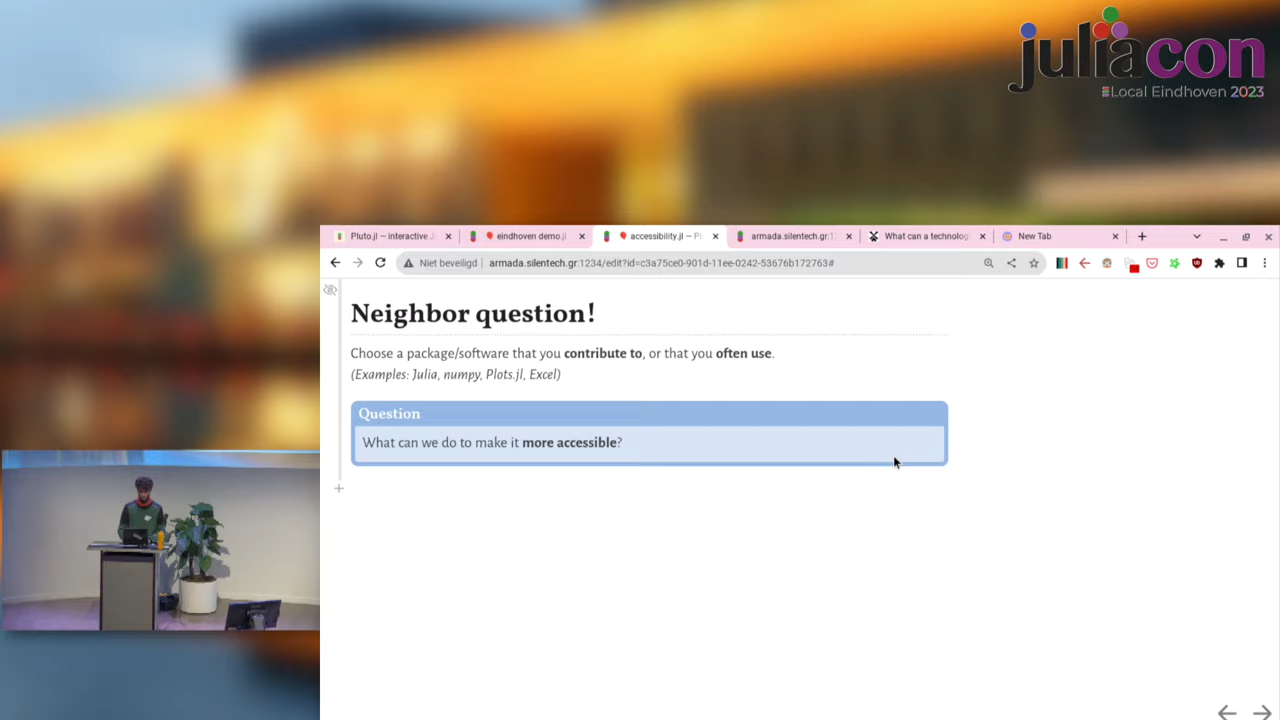 juliacon
Local Eindhoven 2023
Pluto.jl — interactive J
eindhoven demo.jl
accessibility.jl — P
armada.silentech.gr:1
What can a technolog
New Tab
Niet beveiligd
armada.silentech.gr:1234/edit?id=c3a75ce0-901d-11ee-0242-53676b172763#
Neighbor question!
Choose a package/software that you contribute to, or that you often use.
(Examples: Julia, numpy, Plots.jl, Excel)
Question
What can we do to make it more accessible?